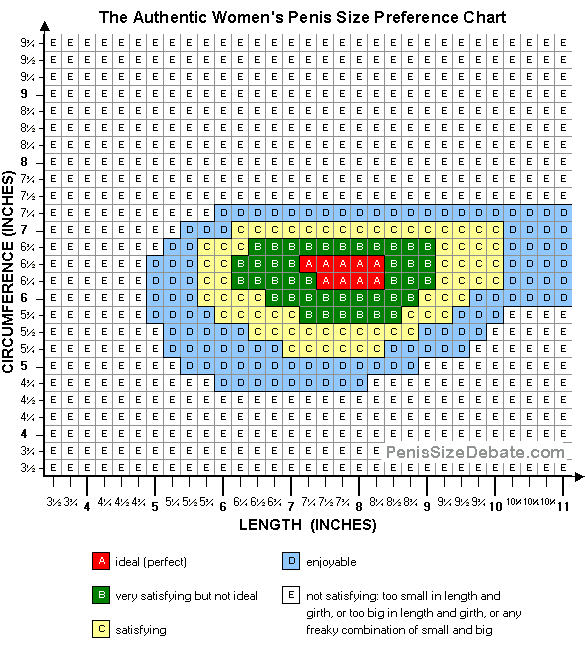 The Authentic Women's Penis Size Preference Chart
CIRCUMFERENCE (INCHES)
9¾ E E E E E E E E E E E E E E E E E E E E E E E E E E E E E E E
9½ E E E E E E E E E E E E E E E E E E E E E E E E E E E E E E E
9¼ E E E E E E E E E E E E E E E E E E E E E E E E E E E E E E E
9 E E E E E E E E E E E E E E E E E E E E E E E E E E E E E E E
8¾ E E E E E E E E E E E E E E E E E E E E E E E E E E E E E E E
8½ E E E E E E E E E E E E E E E E E E E E E E E E E E E E E E E
8¼ E E E E E E E E E E E E E E E E E E E E E E E E E E E E E E E
8 E E E E E E E E E E E E E E E E E E E E E E E E E E E E E E E
7¾ E E E E E E E E E E E E E E E E E E E E E E E E E E E E E E E
7½ E E E E E E E E E E E E E E E E E E E E E E E E E E E E E E E
7¼ E E E E E E E E E E D D D D D D D D D D D D D D D D D D D D D
7 E E E E E E E E D D D C C C C C C C C C C C C C C C C D D D D
6¾ E E E E E E E D D C C C B B B B B B B B B B B C C C C D D D D
6½ E E E E E E D D D C C B B B B A A A A A B B B C C C C D D D D
6¼ E E E E E E D D D C C B B B B B A A A A B B B C C C C D D D D
6 E E E E E E D D D C C C C B B B B B B B B B C C C D D D D D D
5¾ E E E E E E D D D D C C C C C B B B B B B C C C D D D E E E E
5½ E E E E E E E D D D D D C C C C C C C C C C D D D D E E E E E
5¼ E E E E E E E D D D D D D D C C C C C C D D D D D E E E E E E
5 E E E E E E E E D D D D D D D D D D D D D D E E E E E E E E E
4¾ E E E E E E E E E E D D D D D D D D D E E E E E E E E E E E E
4½ E E E E E E E E E E E E E E E E E E E E E E E E E E E E E E E
4¼ E E E E E E E E E E E E E E E E E E E E E E E E E E E E E E E
4 E E E E E E E E E E E E E E E E E E E E E E E E E E E E E E E
3¾ E E E E E E E E E E E E E E E E E E E E PenisSizeDebate.com
3½ E E E E E E E E E E E E E E E E E E E E E E E E E E E E E E E
3½ 3¾ 4 4¼ 4½ 4¾ 5 5¼ 5½ 5¾ 6 6¼ 6½ 6¾ 7 7¼ 7½ 7¾ 8 8¼ 8½ 8¾ 9 9¼ 9½ 9¾ 10 10¼ 10½ 10¾ 11
LENGTH (INCHES)
A ideal (perfect)
B very satisfying but not ideal
C satisfying
D enjoyable
E not satisfying: too small in length and
girth, or too big in length and girth, or any
freaky combination of small and big